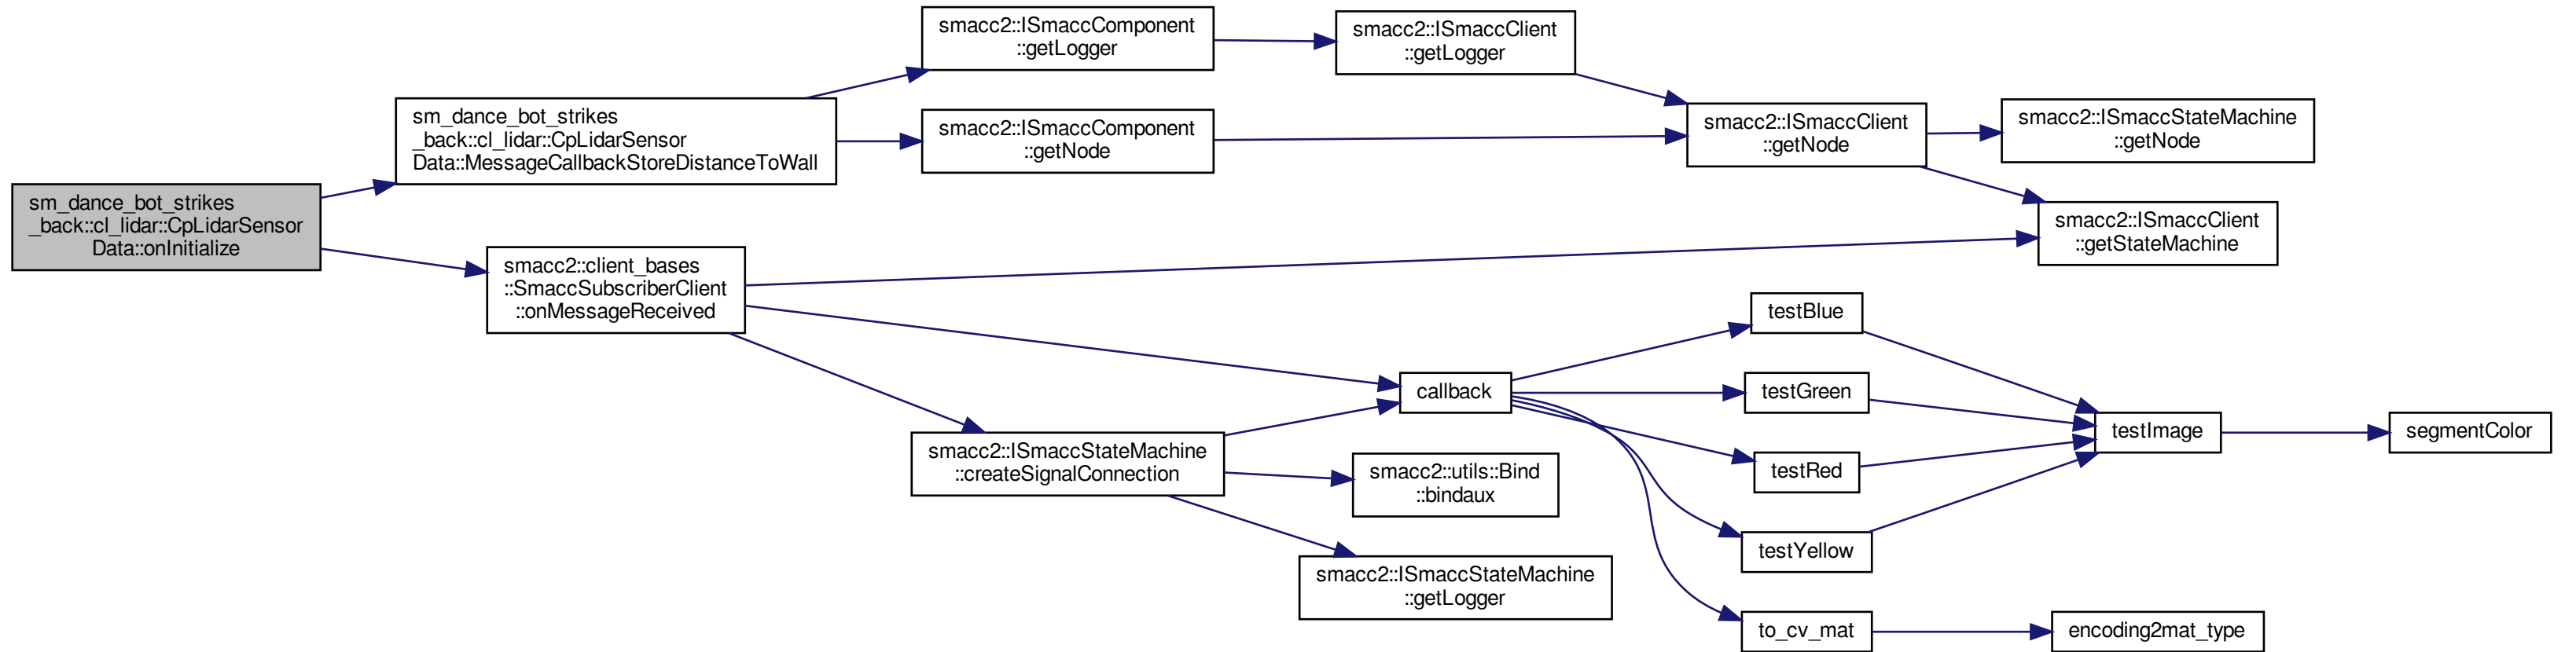 sm_dance_bot_strikes
_back::cl_lidar::CpLidarSensor
Data::onInitialize
sm_dance_bot_strikes
_back::cl_lidar::CpLidarSensor
Data::MessageCallbackStoreDistanceToWall
smacc2::ISmaccComponent
::getLogger
smacc2::ISmaccClient
::getLogger
smacc2::ISmaccComponent
::getNode
smacc2::ISmaccClient
::getNode
smacc2::ISmaccStateMachine
::getNode
smacc2::ISmaccClient
::getStateMachine
smacc2::client_bases
::SmaccSubscriberClient
::onMessageReceived
smacc2::ISmaccStateMachine
::createSignalConnection
callback
smacc2::utils::Bind
::bindaux
smacc2::ISmaccStateMachine
::getLogger
testBlue
testGreen
testRed
testYellow
to_cv_mat
testImage
segmentColor
encoding2mat_type